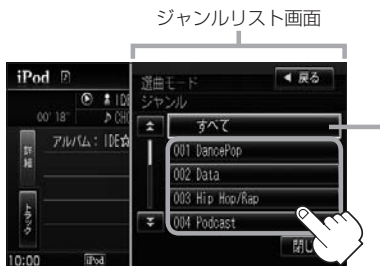 ジャンルリスト画面
iPod
選曲モード
◀ 戻る
ジャンル
00'18"
すべて
アルバム: IDE☆
詳細
001 DancePop
002 Data
003 Hip Hop/Rap
トラック
004 Podcast
10:00
iPod